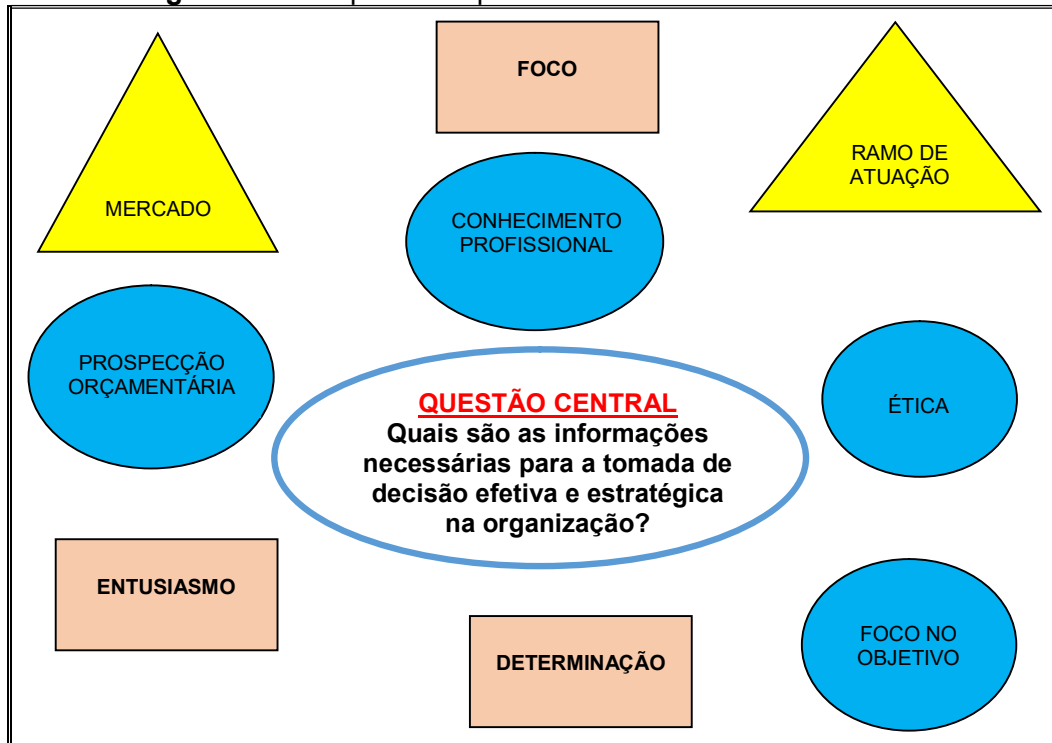 FOCO
RAMO DE
ATUAÇÃO
MERCADO
CONHECIMENTO
PROFISSIONAL
PROSPECÇÃO
ORÇAMENTÁRIA
ÉTICA
QUESTÃO CENTRAL
Quais são as informações
necessárias para a tomada de
decisão efetiva e estratégica
na organização?
ENTUSIASMO
DETERMINAÇÃO
FOCO NO
OBJETIVO